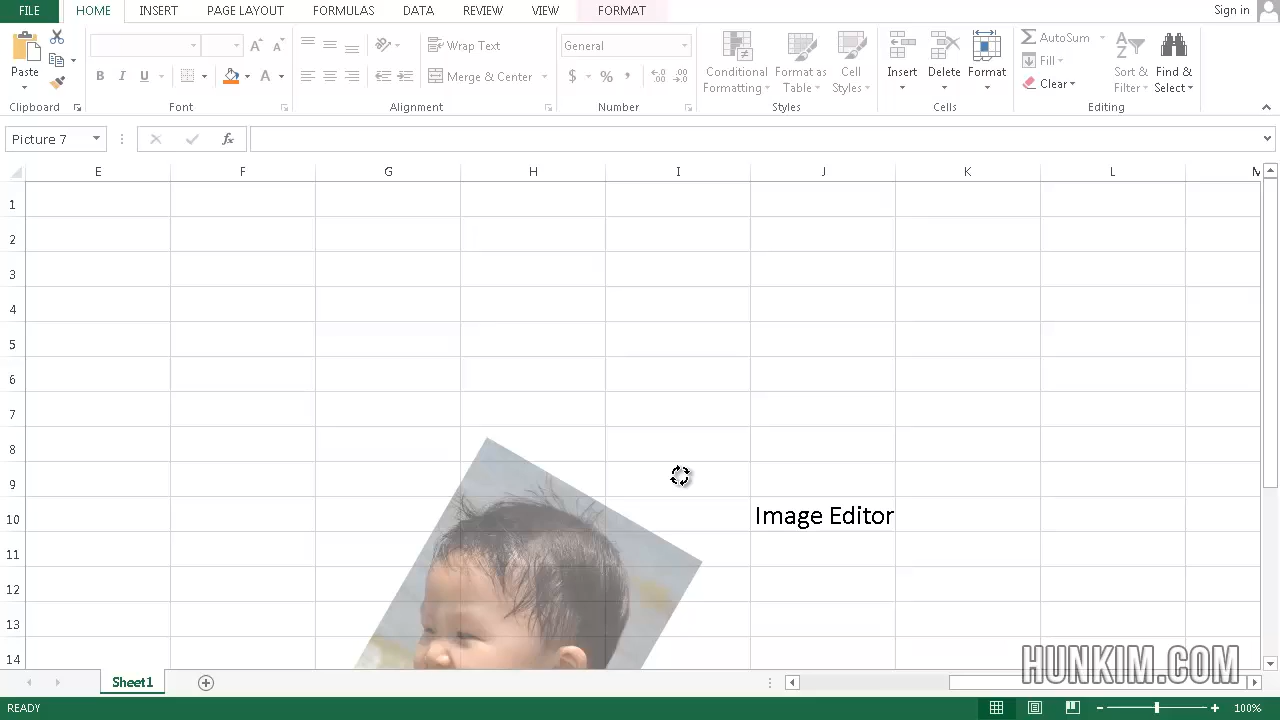 FILE HOME INSERT PAGE LAYOUT FORMULAS DATA REVIEW VIEW FORMAT Sign in
Wrap Text General AutoSum
Paste B I U Merge & Center $ % , Conditional Formatting Format Table Cell Styles Insert Delete Format Fill Sort & Filter Find & Select
Clear
Clipboard Font Alignment Number Styles Cells Editing
Picture 7 fx
E F G H I J K L M
1
2
3
4
5
6
7
8
9
10 Image Editor
11
12
13
14
HUNKIM.COM
Sheet1
READY 100%